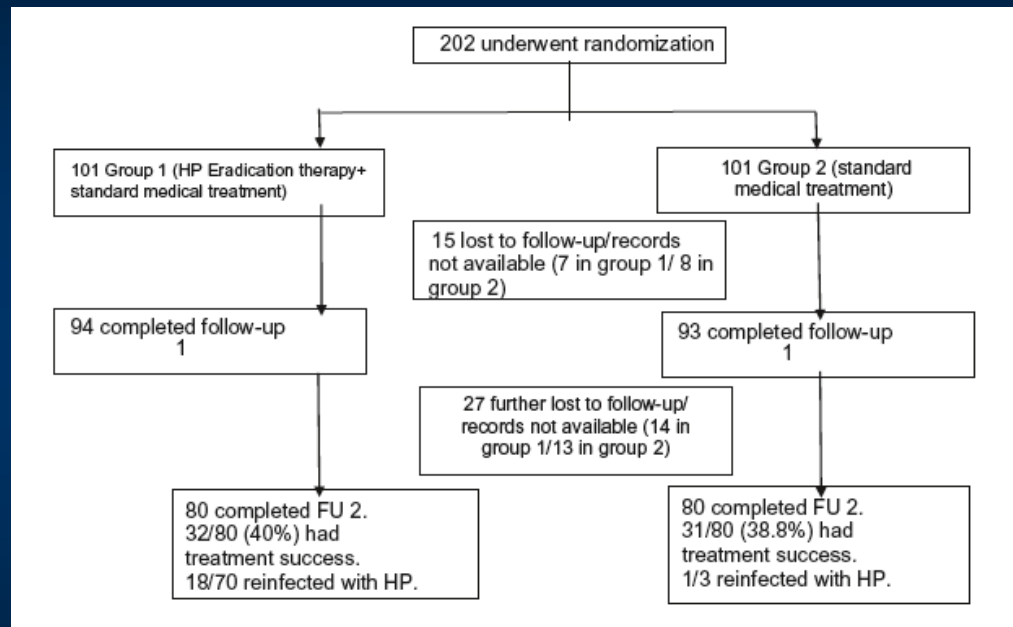 202 underwent randomization
101 Group 1 (HP Eradication therapy+
standard medical treatment)
101 Group 2 (standard
medical treatment)
15 lost to follow-up/records
not available (7 in group 1/ 8 in
group 2)
94 completed follow-up
1
93 completed follow-up
1
27 further lost to follow-up/
records not available (14 in
group 1/13 in group 2)
80 completed FU 2.
32/80 (40%) had
treatment success.
18/70 reinfected with HP.
80 completed FU 2.
31/80 (38.8%) had
treatment success.
1/3 reinfected with HP.